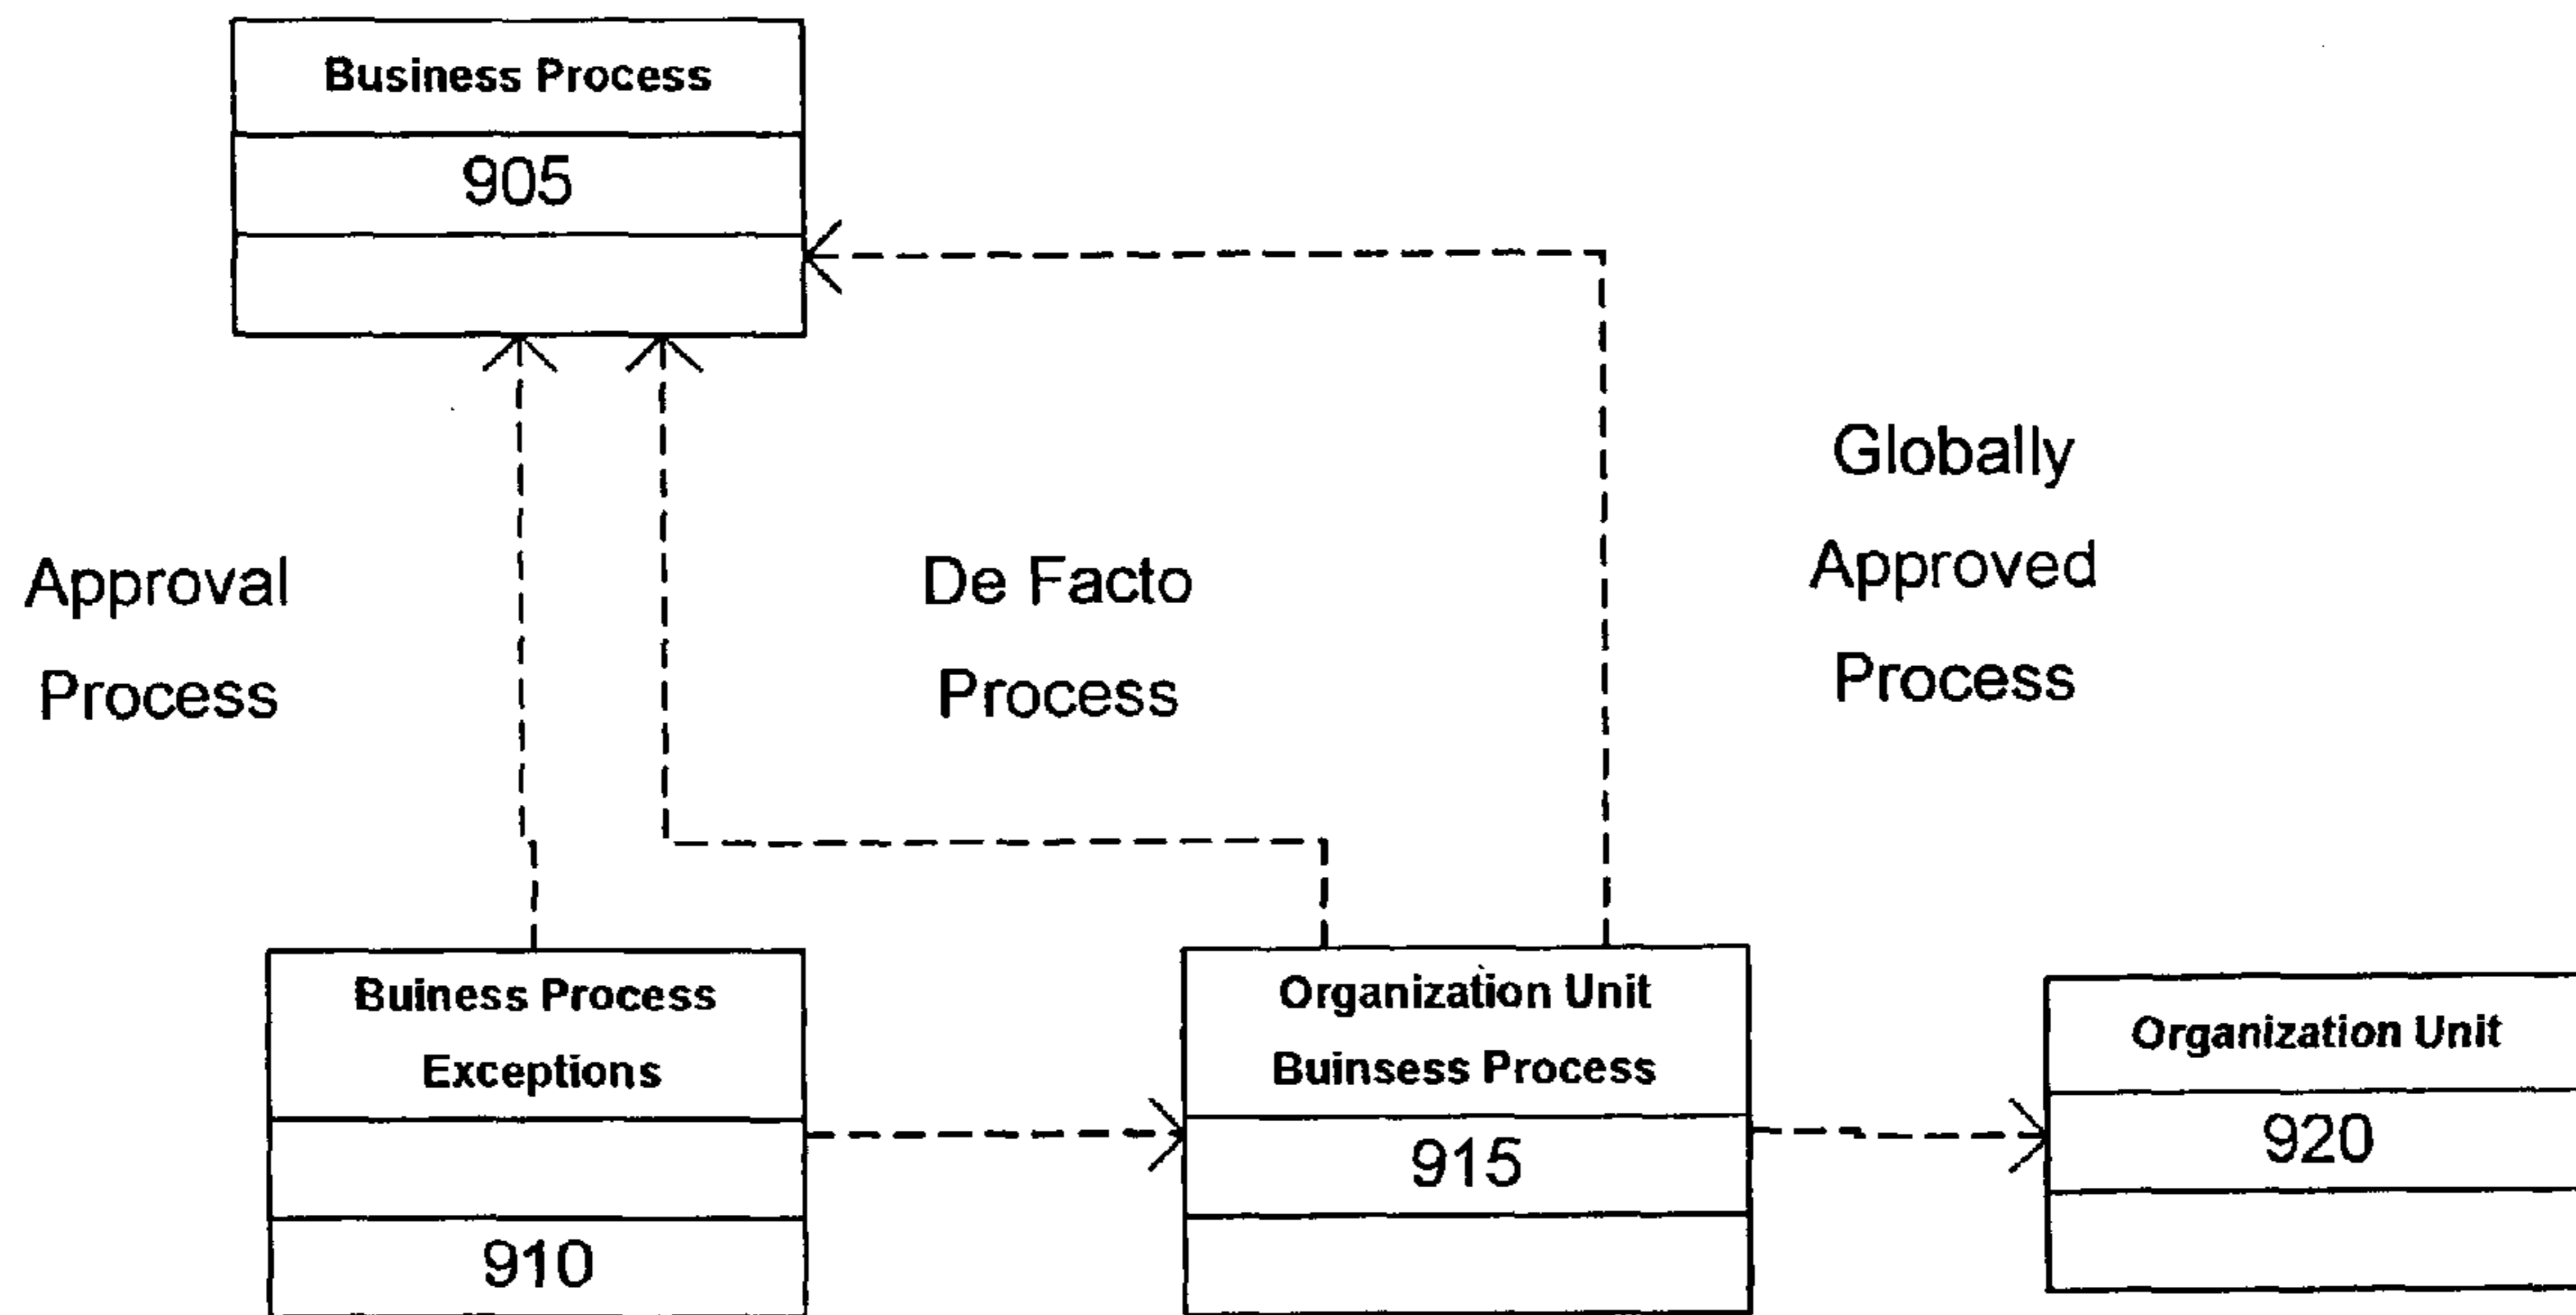 Business Process
905
Approval
Process
De Facto
Process
Globally
Approved
Process
Buiness Process
Exceptions
910
Organization Unit
Buinsess Process
915
Organization Unit
920